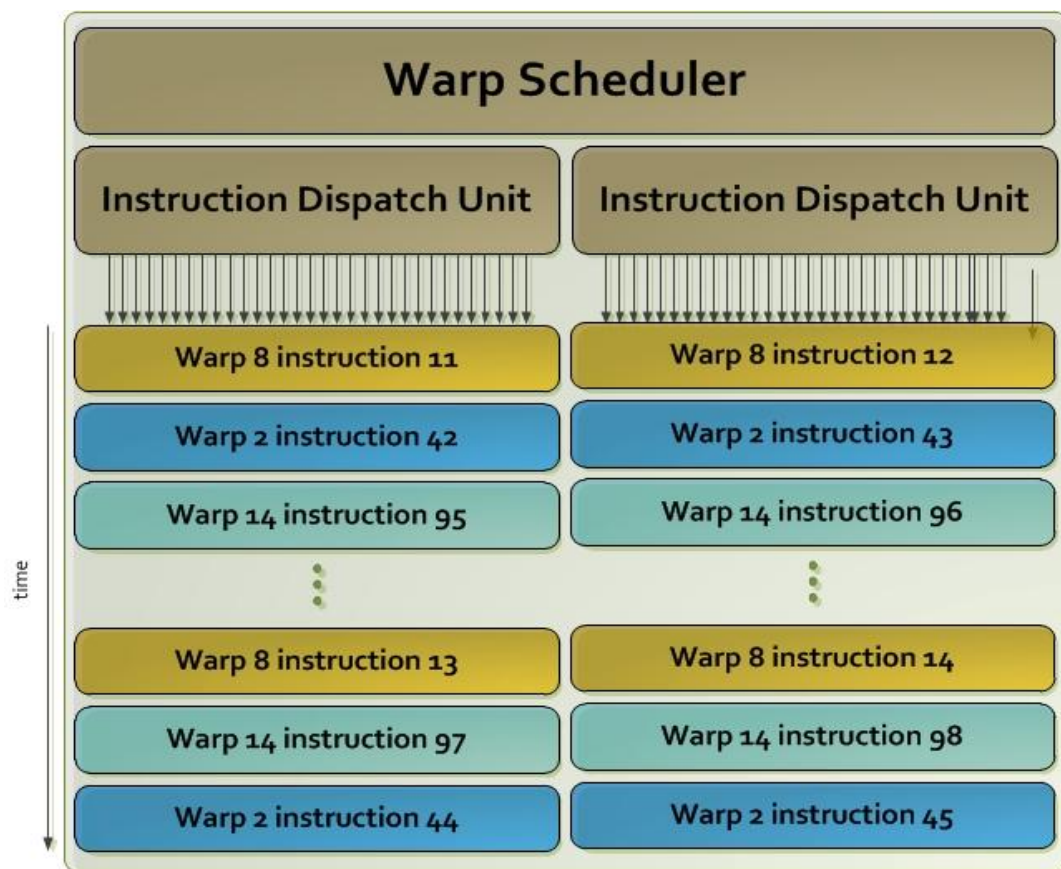 Warp Scheduler
Instruction Dispatch Unit
Instruction Dispatch Unit
Warp 8 instruction 11
Warp 8 instruction 12
Warp 2 instruction 42
Warp 2 instruction 43
Warp 14 instruction 95
Warp 14 instruction 96
time
Warp 8 instruction 13
Warp 8 instruction 14
Warp 14 instruction 97
Warp 14 instruction 98
Warp 2 instruction 44
Warp 2 instruction 45